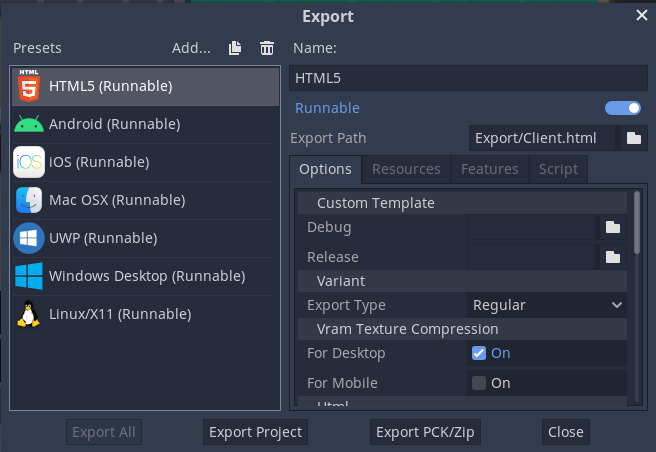 Export
Presets
Add...
Name:
HTML
HTML5 (Runnable)
Android (Runnable)
iOS
iOS (Runnable)
Mac OSX (Runnable)
UWP (Runnable)
Windows Desktop (Runnable)
Linux/X11 (Runnable)
HTML5
Runnable
Export Path
Export/Client.html
Options Resources Features Script
Custom Template
Debug
Release
Variant
Export Type Regular
Vram Texture Compression
For Desktop On
For Mobile On
Html
Export All Export Project Export PCK/Zip Close